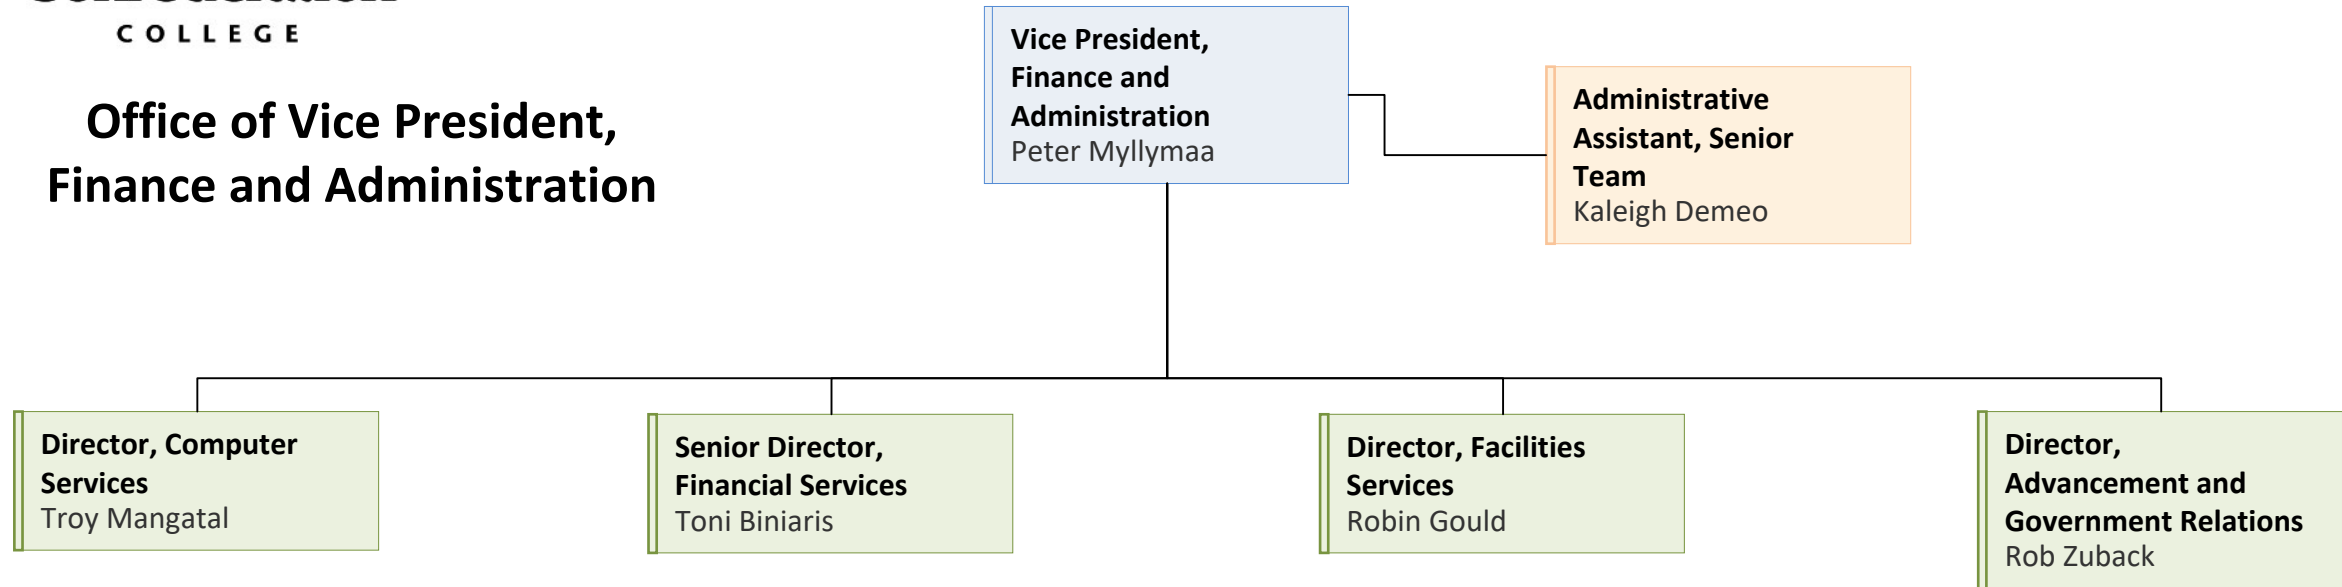 COLLEGE
Office of Vice President,
Finance and Administration
Vice President,
Finance and
Administration
Peter Myllymaa
Administrative
Assistant, Senior
Team
Kaleigh Demeo
Director, Computer
Services
Troy Mangatal
Senior Director,
Financial Services
Toni Biniaris
Director, Facilities
Services
Robin Gould
Director,
Advancement and
Government Relations
Rob Zuback